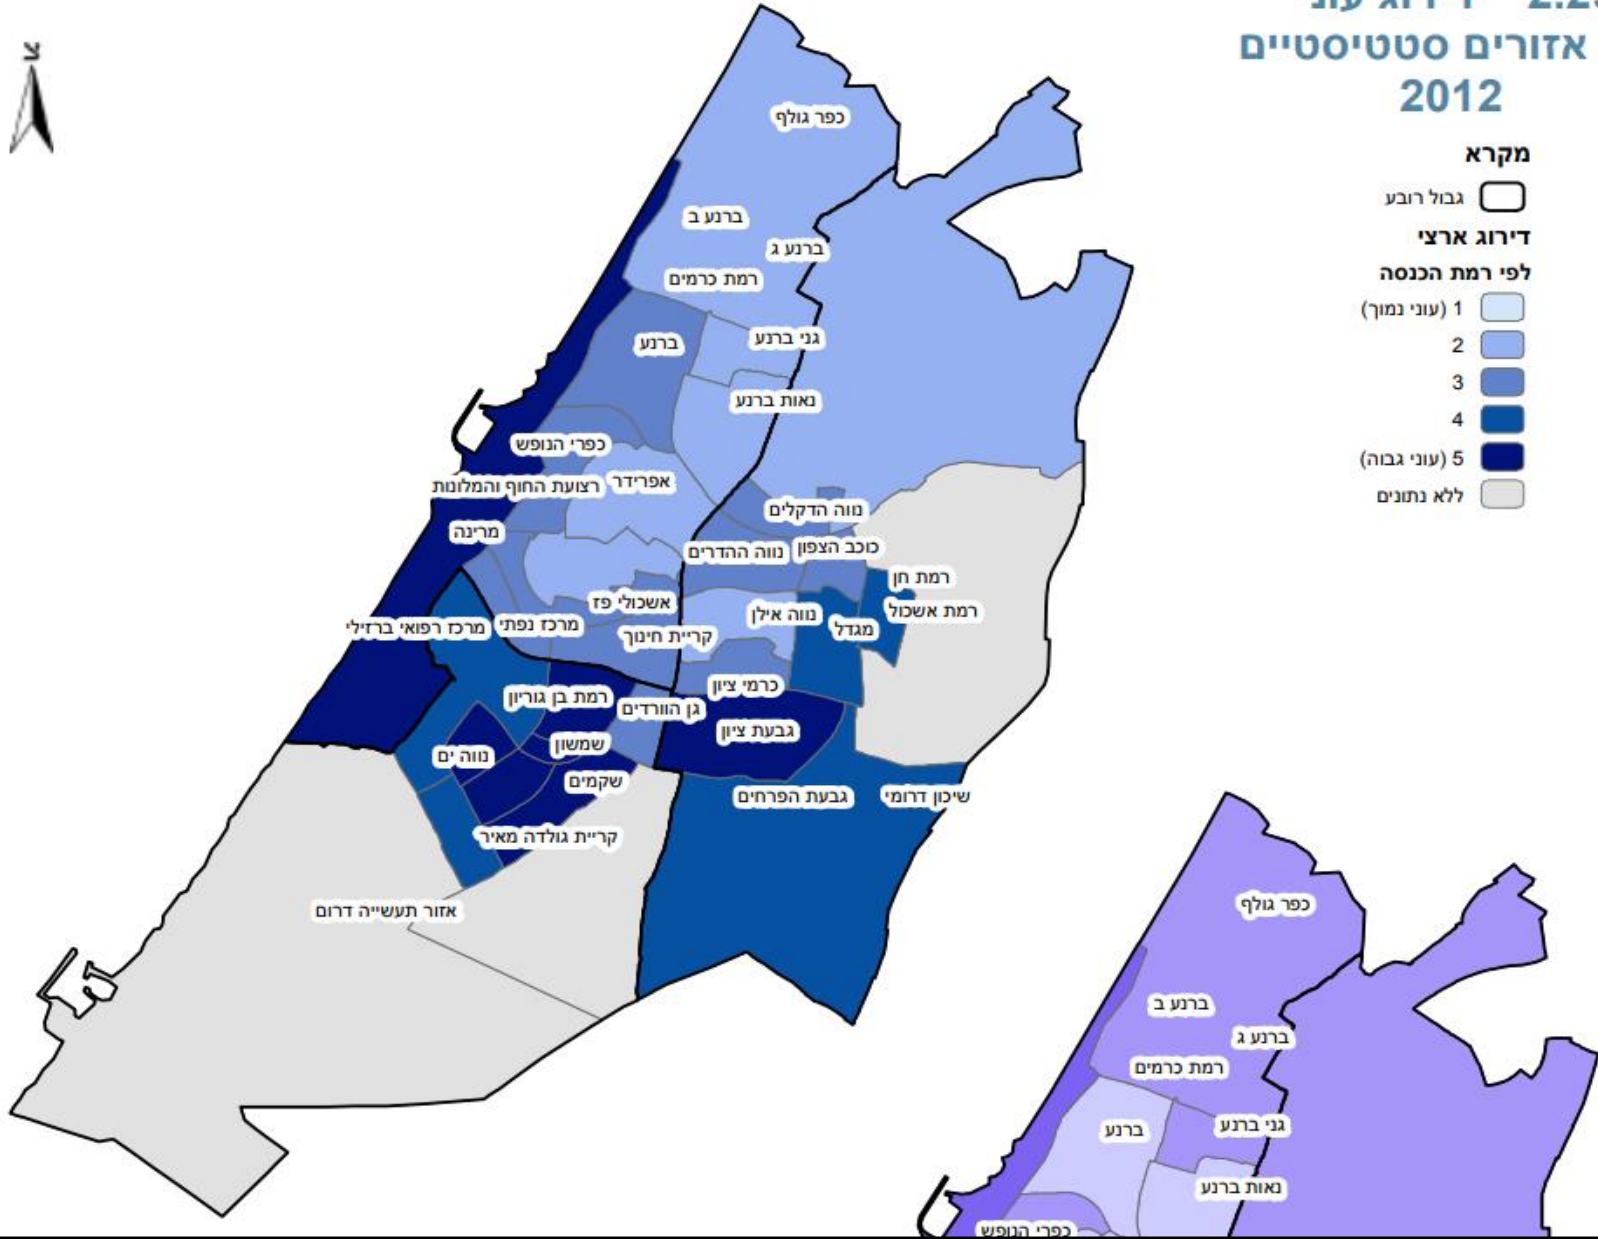 אזורים סטטיסטיים
2012
צ
מקרא
גבול רובע
דירוג ארצי
לפי רמת הכנסה
1 (עוני נמוך)
2
3
4
5 (עוני גבוה)
ללא נתונים
כפר גולף
ברנע ב
ברנע ג
רמת כרמים
גני ברנע
ברנע
נאות ברנע
כפרי הנופש
אפרידר
רצועת החוף והמלונות
נווה הדקלים
מרינה
כוכב הצפון
נווה ההדרים
רמת חן
אשכולי פז
רמת אשכול
נווה אילן
מגדל
מרכז נפתי
מרכז רפואי ברזילי
קריית חינוך
כרמי ציון
רמת בן גוריון
גן הוורדים
גבעת ציון
שמשון
נווה ים
שקמים
שיכון דרומי
גבעת הפרחים
קריית גולדה מאיר
אזור תעשייה דרום
כפר גולף
ברנע ב
ברנע ג
רמת כרמים
גני ברנע
ברנע
נאות ברנע
כפרי הנופש